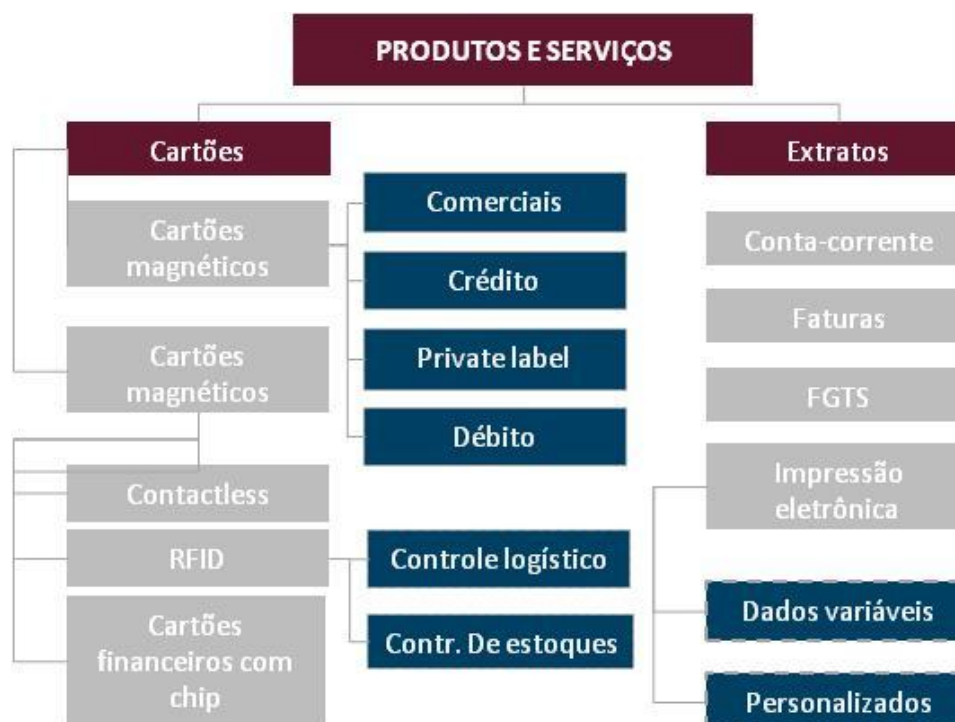 PRODUTOS E SERVIÇOS
Cartões
Cartões
magnéticos
Comerciais
Crédito
Private label
Débito
Cartões
magnéticos
Contactless
RFID
Controle logístico
Contr. De estoques
Cartões
financeiros com
chip
Extratos
Conta-corrente
Faturas
FGTS
Impressão
eletrônica
Dados variáveis
Personalizados